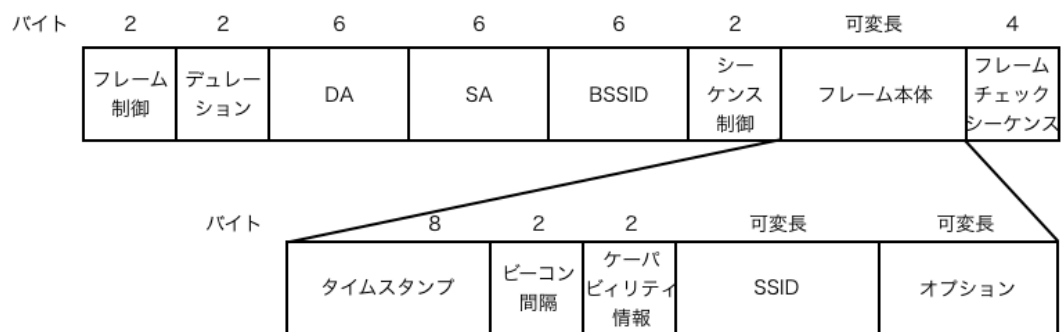 バイト 2 2 6 6 6 2 可変長 4
フレーム
制御
デュレー
ション
DA
SA
BSSID
シー
ケンス
制御
フレーム本体
フレーム
チェック
シーケンス
バイト 8 2 2 可変長 可変長
タイムスタンプ
ビーコン
間隔
ケーパ
ビィリティ
情報
SSID
オプション